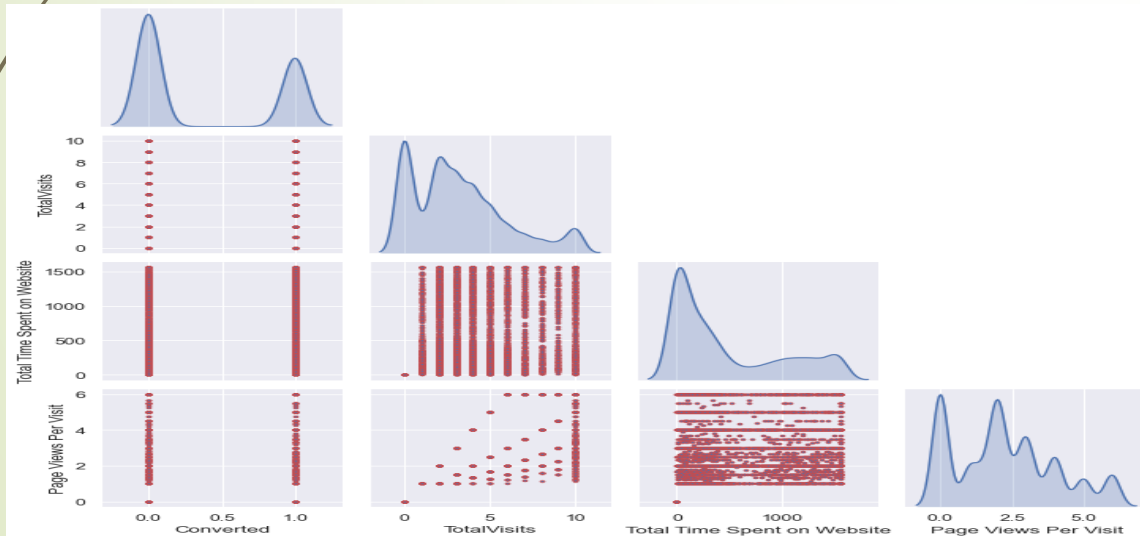 10
8
6
4
2
0
TotalVisits
1500
1000
500
0
Total Time Spent on Website
6
4
2
0
Page Views Per Visit
0.0 0.5 1.0
Converted
0 5 10
TotalVisits
0 1000
Total Time Spent on Website
0.0 2.5 5.0
Page Views Per Visit